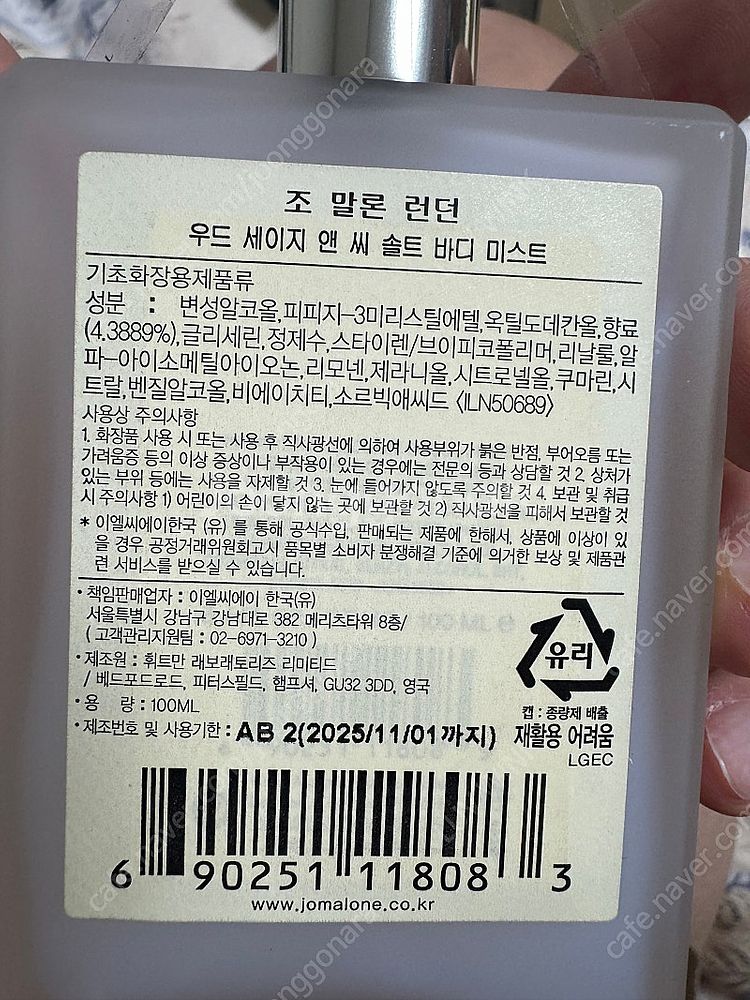 조 말론 런던
우드 세이지 앤 씨 솔트 바디 미스트
기초화장용제품류
성분 : 변성알코올,피피지-3미리스틸에텔,옥틸도데칸올,향료
(4.3889%),글리세린,정제수,스타이렌/브이피코폴리머,리날룰,알
파-아이소메틸아이오논,리모넨,제라니올,시트로넬올,쿠마린,시
트랄,벤질알코올,비에이치티,소르빅애씨드 <ILN50689>
사용상 주의사항
1. 화장품 사용 시 또는 사용 후 직사광선에 의하여 사용부위가 붉은 반점, 부어오름 또는
가려움증 등의 이상 증상이나 부작용이 있는 경우에는 전문의 등과 상담할 것 2. 상처가
있는 부위 등에는 사용을 자제할 것 3. 눈에 들어가지 않도록 주의할 것 4. 보관 및 취급
시 주의사항 1) 어린이의 손이 닿지 않는 곳에 보관할 것 2) 직사광선을 피해서 보관할 것
* 이엘씨에이한국 (유) 를 통해 공식수입, 판매되는 제품에 한해서, 상품에 이상이 있
을 경우 공정거래위원회고시 품목별 소비자 분쟁해결 기준에 의거한 보상 및 제품관
련 서비스를 받으실 수 있습니다.
·책임판매업자 : 이엘씨에이 한국(유)
서울특별시 강남구 강남대로 382 메리츠타워 8층/
( 고객관리지원팀 : 02-6971-3210 )
·제조원 : 휘트만 래보래토리즈 리미티드
/ 베드포드로드, 피터스필드, 햄프셔, GU32 3DD, 영국
·용 량 : 100ML
·제조번호 및 사용기한 : AB 2(2025/11/01까지)
유리
캡 : 종량제 배출
재활용 어려움
LGEC
6 90251 11808 3
www.jomalone.co.kr
cafe.naver.com/joonggonara